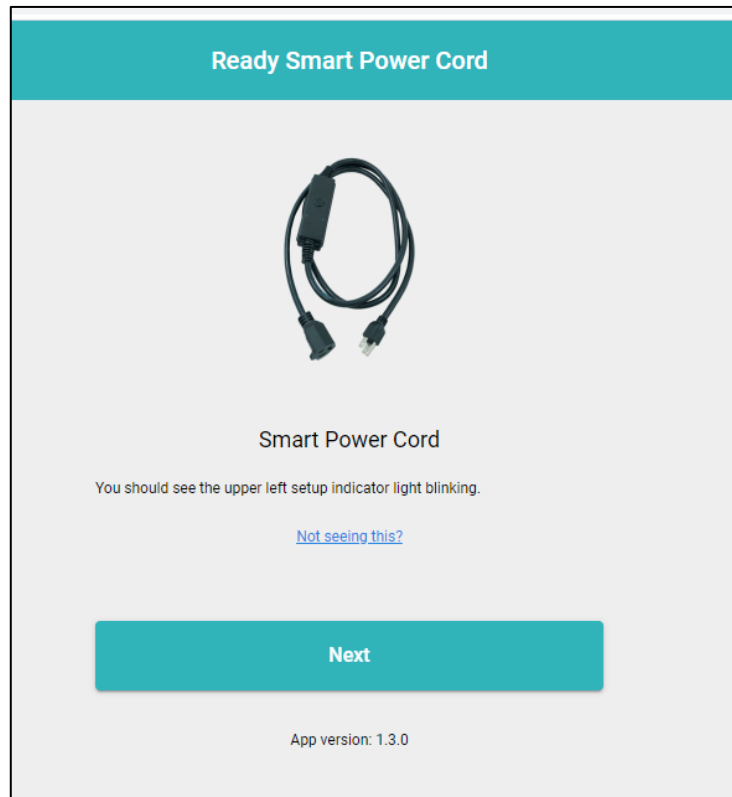 Ready Smart Power Cord
Smart Power Cord
You should see the upper left setup indicator light blinking.
Not seeing this?
Next
App version: 1.3.0